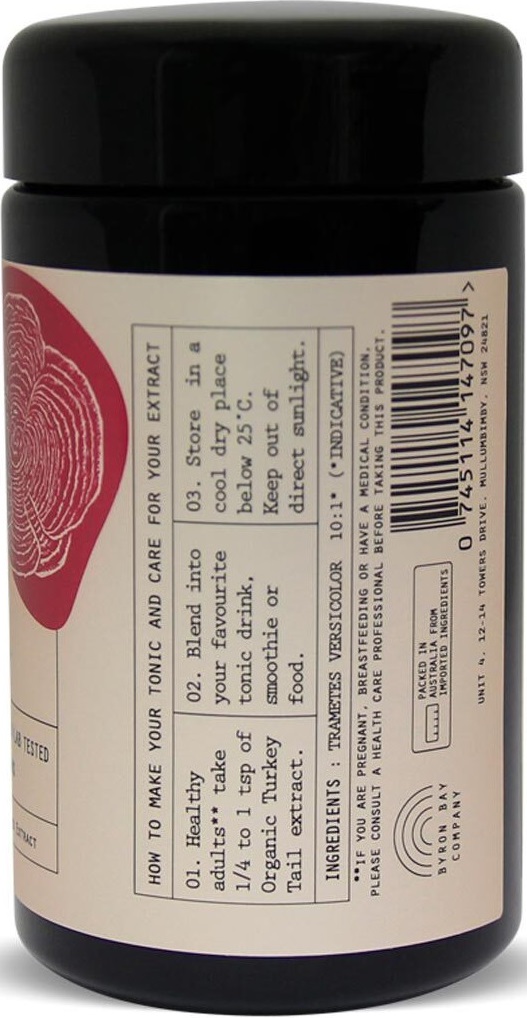 HOW TO MAKE YOUR TONIC AND CARE FOR YOUR EXTRACT
01. Healthy
adults** take
1/4 to 1 tsp of
Organic Turkey
Tail extract.
02. Blend into
your favourite
tonic drink,
smoothie or
food.
03. Store in a
cool dry place
below 25°C.
Keep out of
direct sunlight.
INGREDIENTS : TRAMETES VERSICOLOR 10:1* (*INDICATIVE)
**IF YOU ARE PREGNANT, BREASTFEEDING OR HAVE A MEDICAL CONDITION,
PLEASE CONSULT A HEALTH CARE PROFESSIONAL BEFORE TAKING THIS PRODUCT.
BYRON BAY
COMPANY
PACKED IN
AUSTRALIA FROM
IMPORTED INGREDIENTS
0 745114 147097 >
UNIT 4, 12-14 TOWERS DRIVE, MULLUMBIMBY, NSW 24821
TESTED
EXTRACT